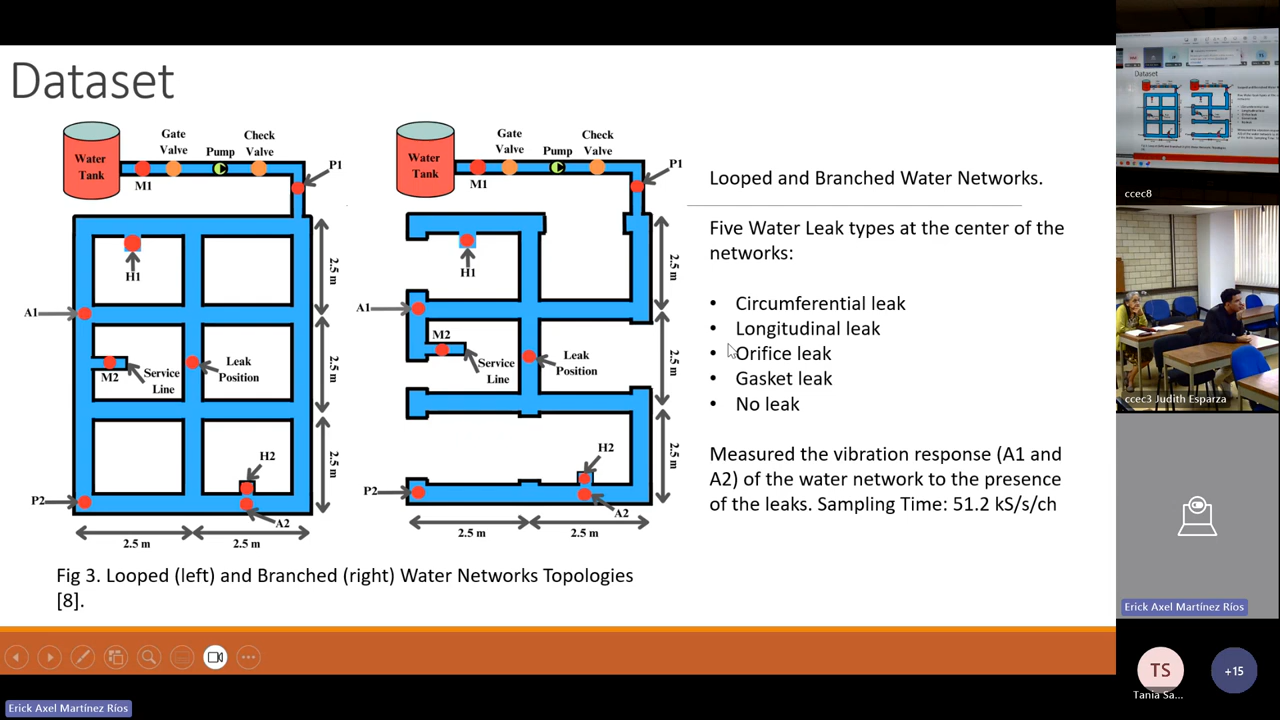 Dataset
Water
Tank
Gate
Valve
Pump
Check
Valve
P1
M1
H1
A1
M2
Service
Line
Leak
Position
H2
P2
A2
2.5 m
2.5 m
2.5 m
2.5 m
2.5 m
Water
Tank
Gate
Valve
Pump
Check
Valve
P1
M1
H1
A1
M2
Service
Line
Leak
Position
H2
P2
A2
2.5 m
2.5 m
2.5 m
2.5 m
2.5 m
Fig 3. Looped (left) and Branched (right) Water Networks Topologies
[8].
Looped and Branched Water Networks.
Five Water Leak types at the center of the
networks:
• Circumferential leak
• Longitudinal leak
• Orifice leak
• Gasket leak
• No leak
Measured the vibration response (A1 and
A2) of the water network to the presence
of the leaks. Sampling Time: 51.2 kS/s/ch
Dataset
ccec8
ccec3 Judith Esparza
Erick Axel Martínez Ríos
TS
Tania Sa...
+15
Erick Axel Martínez Ríos